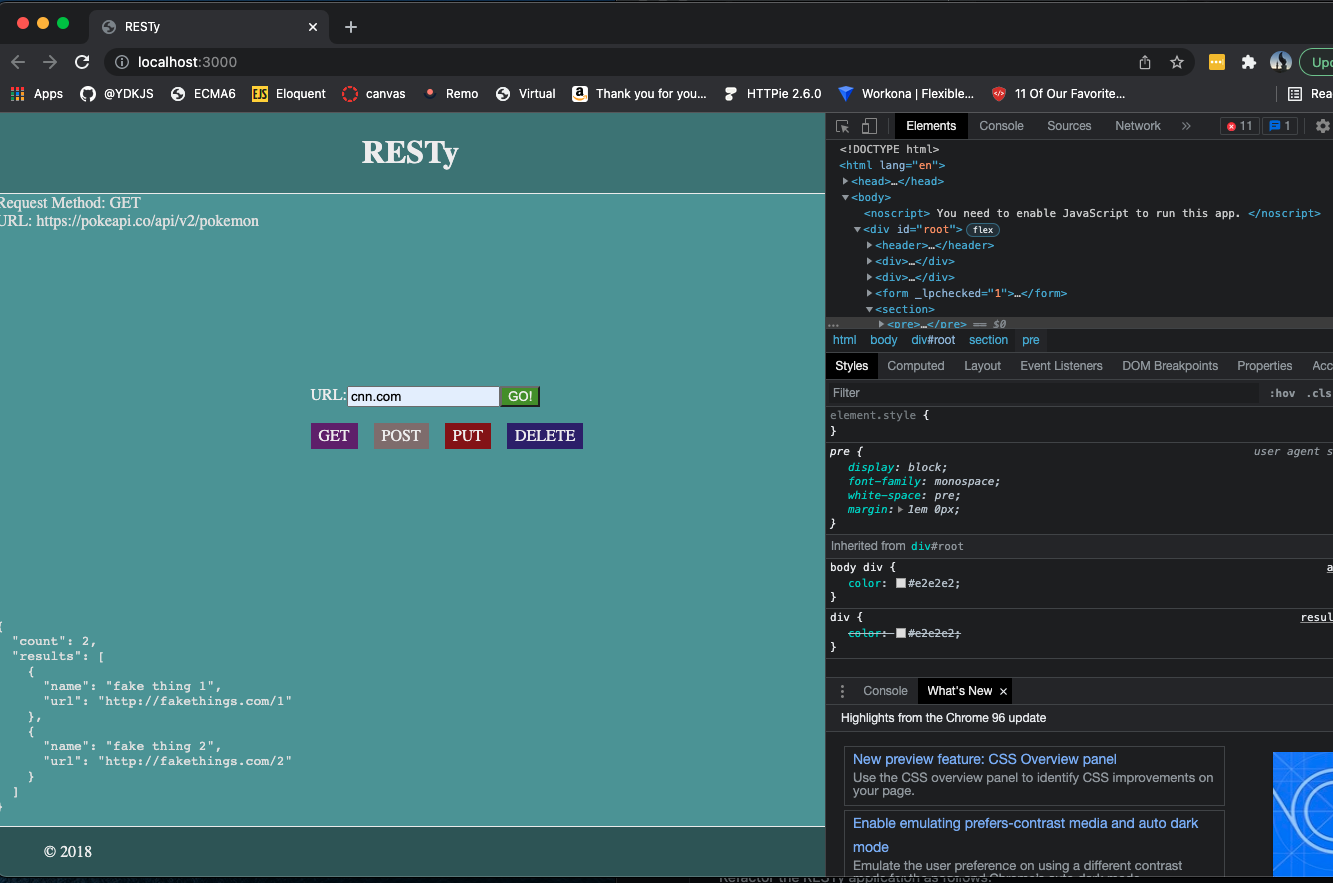 RESTy
localhost:3000
Upc
Apps
@YDKJS
ECMA6
EJS Eloquent
canvas
Remo
Virtual
Thank you for you...
HTTPie 2.6.0
Workona | Flexible...
11 Of Our Favorite...
Rea
RESTy
Request Method: GET
URL: https://pokeapi.co/api/v2/pokemon
URL: cnn.com GO!
GET POST PUT DELETE
{
"count": 2,
"results": [
{
"name": "fake thing 1",
"url": "http://fakethings.com/1"
},
{
"name": "fake thing 2",
"url": "http://fakethings.com/2"
}
]
}
© 2018
Elements Console Sources Network » 11 1
<!DOCTYPE html>
<html lang="en">
<head>…</head>
<body>
<noscript> You need to enable JavaScript to run this app. </noscript>
<div id="root"> flex
<header>…</header>
<div>…</div>
<div>…</div>
<form _lpchecked="1">…</form>
<section>
<pre>…</pre> == $0
html body div#root section pre
Styles Computed Layout Event Listeners DOM Breakpoints Properties Acc
Filter :hov .cls
element.style {
}
pre { user agent s
display: block;
font-family: monospace;
white-space: pre;
margin: 1em 0px;
}
Inherited from div#root
body div { a
color: #e2e2e2;
}
div { resul
color: #e2e2e2;
}
Console What's New ×
Highlights from the Chrome 96 update
New preview feature: CSS Overview panel
Use the CSS overview panel to identify CSS improvements on
your page.
Enable emulating prefers-contrast media and auto dark
mode
Emulate the user preference on using a different contrast